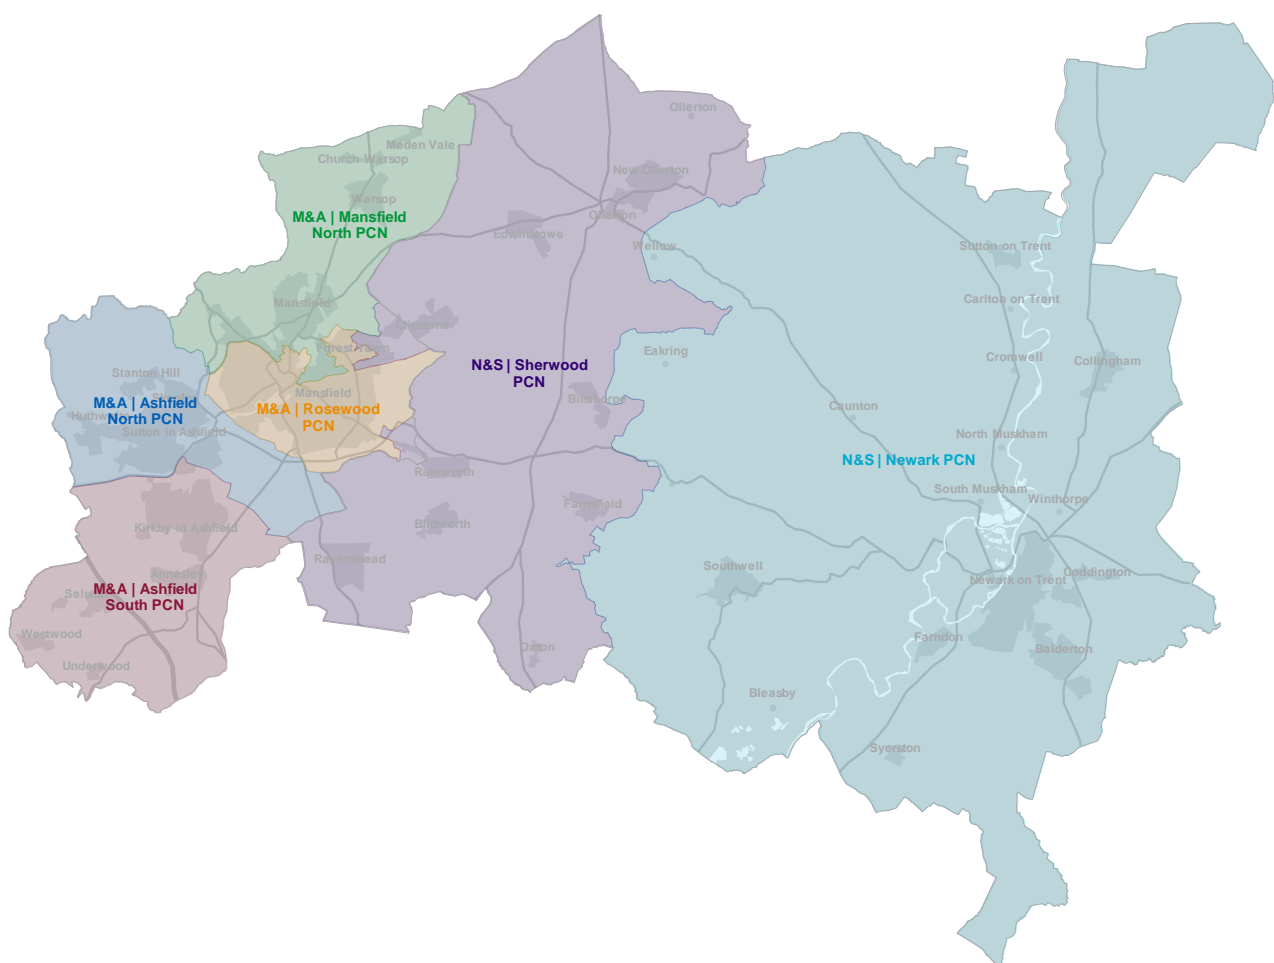 Ollerton
Meden Vale
Church Warsop
New Ollerton
Warsop
M&A | Mansfield
North PCN
Ollerton
Edwinstowe
Wellow
Sutton on Trent
Mansfield
Carlton on Trent
Clipstone
Forest Town
Eakring
Cromwell
Collingham
N&S | Sherwood
PCN
Stanton Hill
Mansfield
Bilsthorpe
M&A | Ashfield
North PCN
M&A | Rosewood
PCN
Caunton
Sutton in Ashfield
North Muskham
N&S | Newark PCN
Rainworth
South Muskham
Winthorpe
Farnsfield
Kirkby in Ashfield
Blidworth
Ravenshead
Southwell
Annesley
Coddington
Newark on Trent
M&A | Ashfield
South PCN
Westwood
Farndon
Oxton
Balderton
Underwood
Bleasby
Syerston